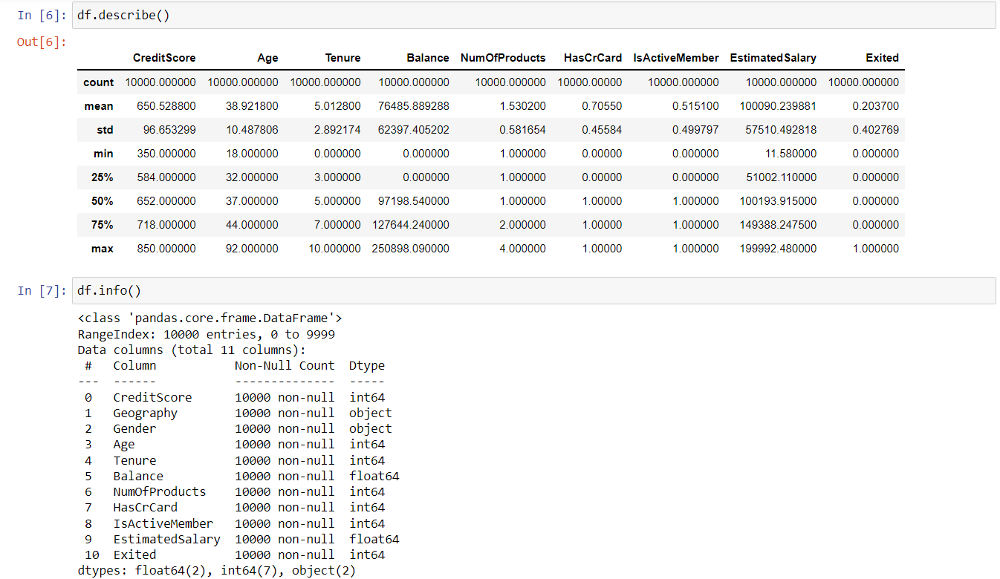 In [6]: df.describe()
Out[6]:
CreditScore Age Tenure Balance NumOfProducts HasCrCard IsActiveMember EstimatedSalary Exited
count 10000.000000 10000.000000 10000.000000 10000.000000 10000.000000 10000.00000 10000.000000 10000.000000 10000.000000
mean 650.528800 38.921800 5.012800 76485.889288 1.530200 0.70550 0.515100 100090.239881 0.203700
std 96.653299 10.487806 2.892174 62397.405202 0.581654 0.45584 0.499797 57510.492818 0.402769
min 350.000000 18.000000 0.000000 0.000000 1.000000 0.00000 0.000000 11.580000 0.000000
25% 584.000000 32.000000 3.000000 0.000000 1.000000 0.00000 0.000000 51002.110000 0.000000
50% 652.000000 37.000000 5.000000 97198.540000 1.000000 1.00000 1.000000 100193.915000 0.000000
75% 718.000000 44.000000 7.000000 127644.240000 2.000000 1.00000 1.000000 149388.247500 0.000000
max 850.000000 92.000000 10.000000 250898.090000 4.000000 1.00000 1.000000 199992.480000 1.000000
In [7]: df.info()
<class 'pandas.core.frame.DataFrame'>
RangeIndex: 10000 entries, 0 to 9999
Data columns (total 11 columns):
# Column Non-Null Count Dtype
--- ------ -------------- -----
0 CreditScore 10000 non-null int64
1 Geography 10000 non-null object
2 Gender 10000 non-null object
3 Age 10000 non-null int64
4 Tenure 10000 non-null int64
5 Balance 10000 non-null float64
6 NumOfProducts 10000 non-null int64
7 HasCrCard 10000 non-null int64
8 IsActiveMember 10000 non-null int64
9 EstimatedSalary 10000 non-null float64
10 Exited 10000 non-null int64
dtypes: float64(2), int64(7), object(2)